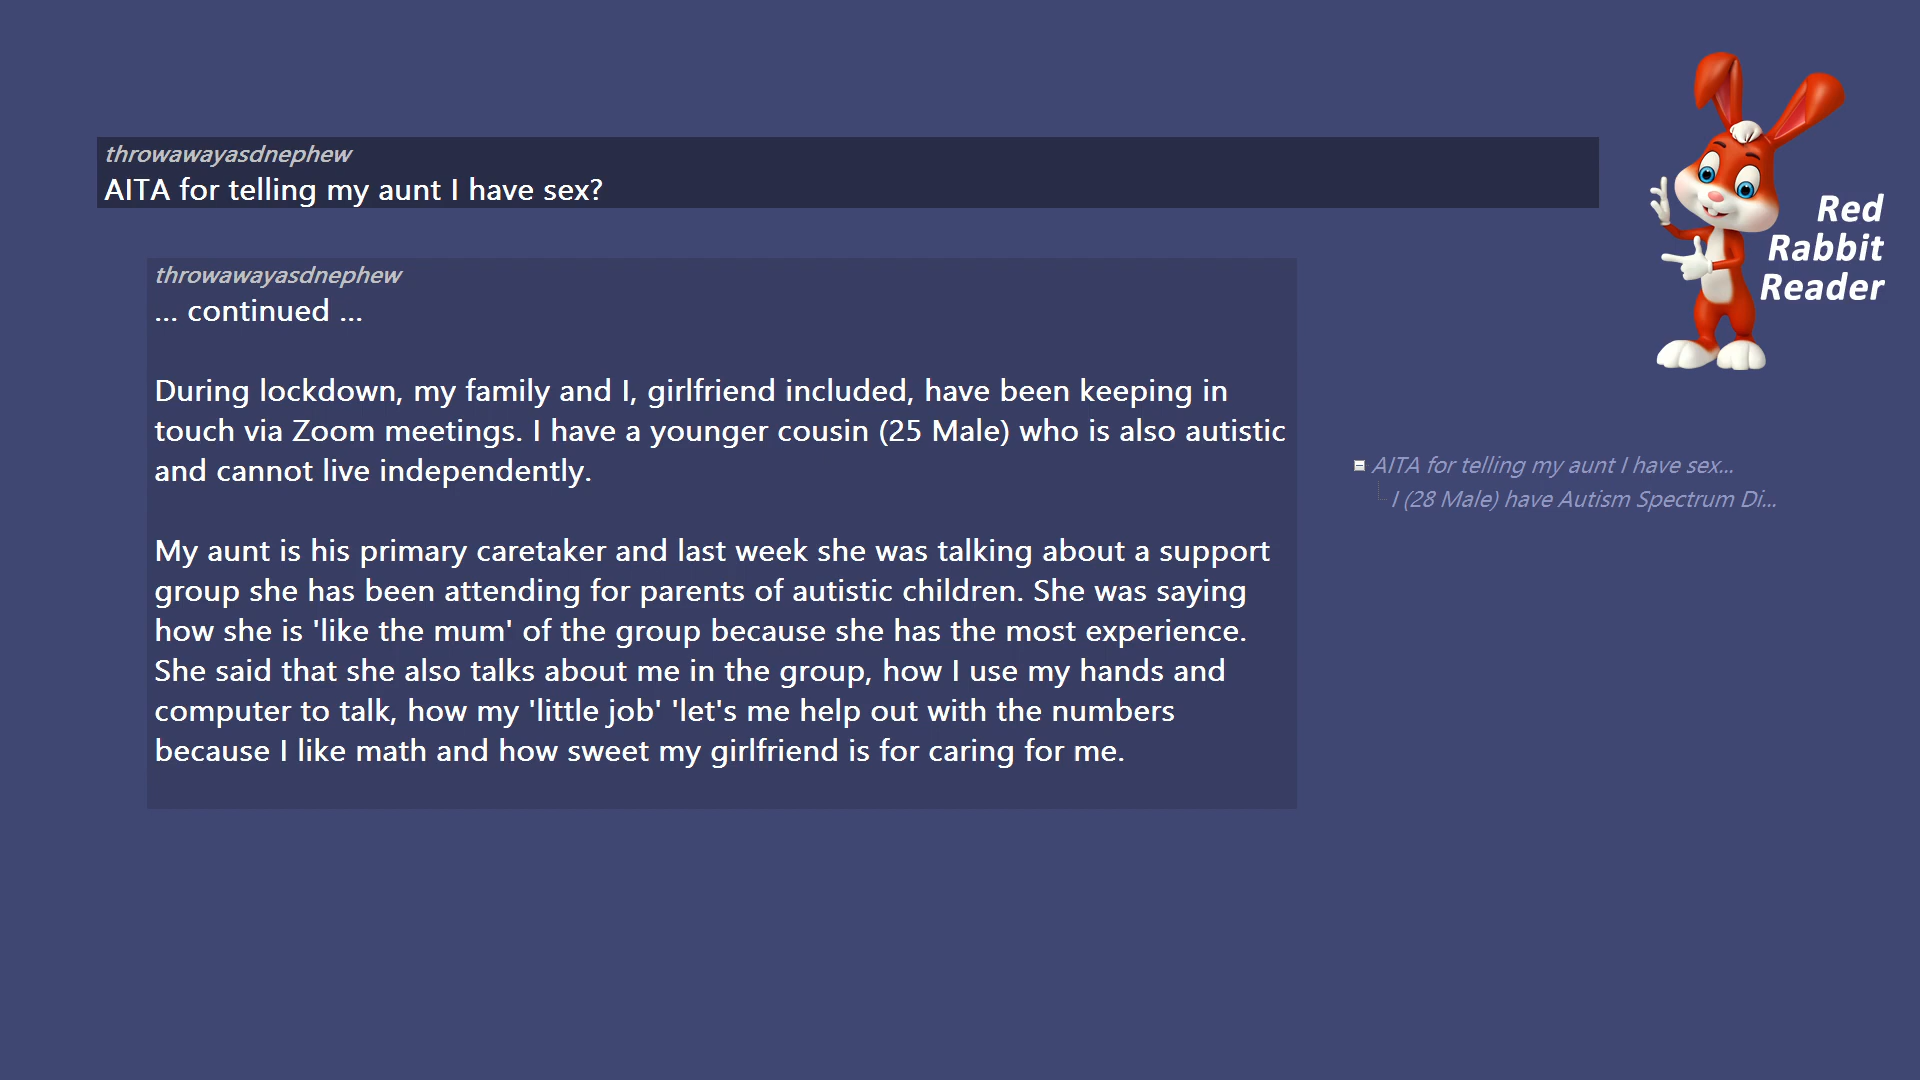 throwawayasdnephew
AITA for telling my aunt I have sex?
Red
Rabbit
Reader
throwawayasdnephew
... continued ...
During lockdown, my family and I, girlfriend included, have been keeping in
touch via Zoom meetings. I have a younger cousin (25 Male) who is also autistic
and cannot live independently.
My aunt is his primary caretaker and last week she was talking about a support
group she has been attending for parents of autistic children. She was saying
how she is 'like the mum' of the group because she has the most experience.
She said that she also talks about me in the group, how I use my hands and
computer to talk, how my 'little job' 'let's me help out with the numbers
because I like math and how sweet my girlfriend is for caring for me.
AITA for telling my aunt I have sex...
I (28 Male) have Autism Spectrum Di...